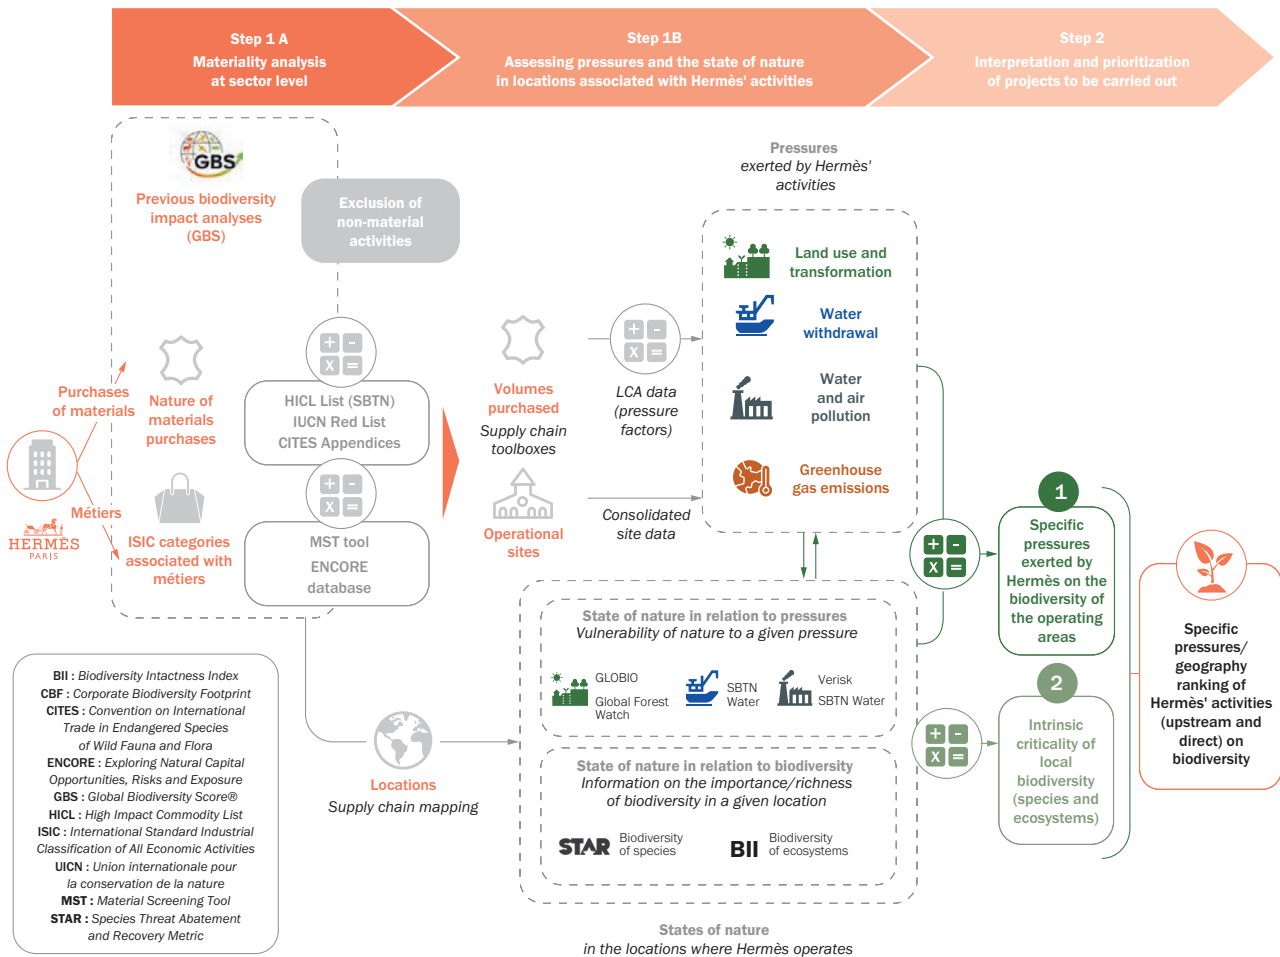 Step 1 A
Materiality analysis
at sector level
Step 1B
Assessing pressures and the state of nature
in locations associated with Hermès' activities
Step 2
Interpretation and prioritization
of projects to be carried out
GBS
Previous biodiversity
impact analyses
(GBS)
Exclusion of
non-material
activities
Pressures
exerted by Hermès'
activities
Land use and
transformation
Water
withdrawal
Water
and air
pollution
Greenhouse
gas emissions
Purchases
of materials
Nature of
materials
purchases
+ -
X =
HICL List (SBTN)
IUCN Red List
CITES Appendices
Volumes
purchased
Supply chain
toolboxes
+ -
X =
LCA data
(pressure
factors)
HERMÈS
PARIS
Métiers
ISIC categories
associated with
métiers
+ -
X =
MST tool
ENCORE
database
Operational
sites
Consolidated
site data
+ -
X =
1
Specific
pressures
exerted by
Hermès on the
biodiversity of
the operating
areas
State of nature in relation to pressures
Vulnerability of nature to a given pressure
GLOBIO
Global Forest
Watch
SBTN
Water
Verisk
SBTN Water
Locations
Supply chain mapping
State of nature in relation to biodiversity
Information on the importance/richness
of biodiversity in a given location
STAR
Biodiversity
of species
BII
Biodiversity
of ecosystems
States of nature
in the locations where Hermès operates
+ -
X =
2
Intrinsic
criticality of
local
biodiversity
(species and
ecosystems)
Specific
pressures/
geography
ranking of
Hermès' activities
(upstream and
direct) on
biodiversity
BII : Biodiversity Intactness Index
CBF : Corporate Biodiversity Footprint
CITES : Convention on International
Trade in Endangered Species
of Wild Fauna and Flora
ENCORE : Exploring Natural Capital
Opportunities, Risks and Exposure
GBS : Global Biodiversity Score®
HICL : High Impact Commodity List
ISIC : International Standard Industrial
Classification of All Economic Activities
UICN : Union internationale pour
la conservation de la nature
MST : Material Screening Tool
STAR : Species Threat Abatement
and Recovery Metric